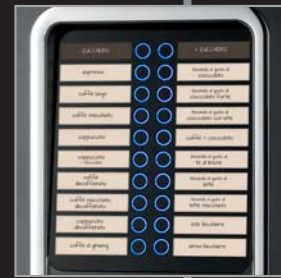 - ZUCCHERO
+ ZUCCHERO
espresso
bevanda al gusto di
cioccolato
caffè lungo
bevanda al gusto di
cioccolato forte
caffè macchiato
bevanda al gusto di
cioccolato con latte
cappuccino
caffè + cioccolato
cappuccino
+ cioccolato
bevanda al gusto di
tè al limone
caffè
decaffeinato
bevanda al gusto di
latte
caffè macchiato
decaffeinato
bevanda al gusto di
latte macchiato
cappuccino
decaffeinato
solo bicchiere
caffè al ginseng
senza bicchiere